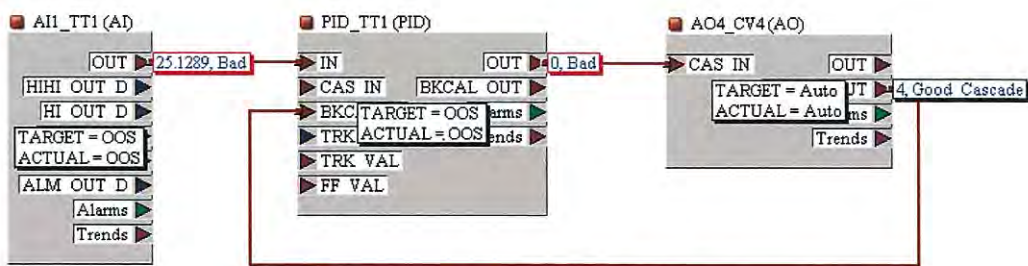 AI1_TT1 (AI)
OUT
25.1289, Bad
HIHI OUT D
HI OUT D
TARGET = OOS
ACTUAL = OOS
ALM OUT D
Alarms
Trends
PID_TT1 (PID)
IN
OUT
0, Bad
CAS IN
BKCAL OUT
BKC
TARGET = OOS
ACTUAL = OOS
arms
TRK
ends
TRK VAL
FF VAL
AO4_CV4 (AO)
CAS IN
OUT
TARGET = Auto
ACTUAL = Auto
UT
4, Good Cascade
ms
Trends